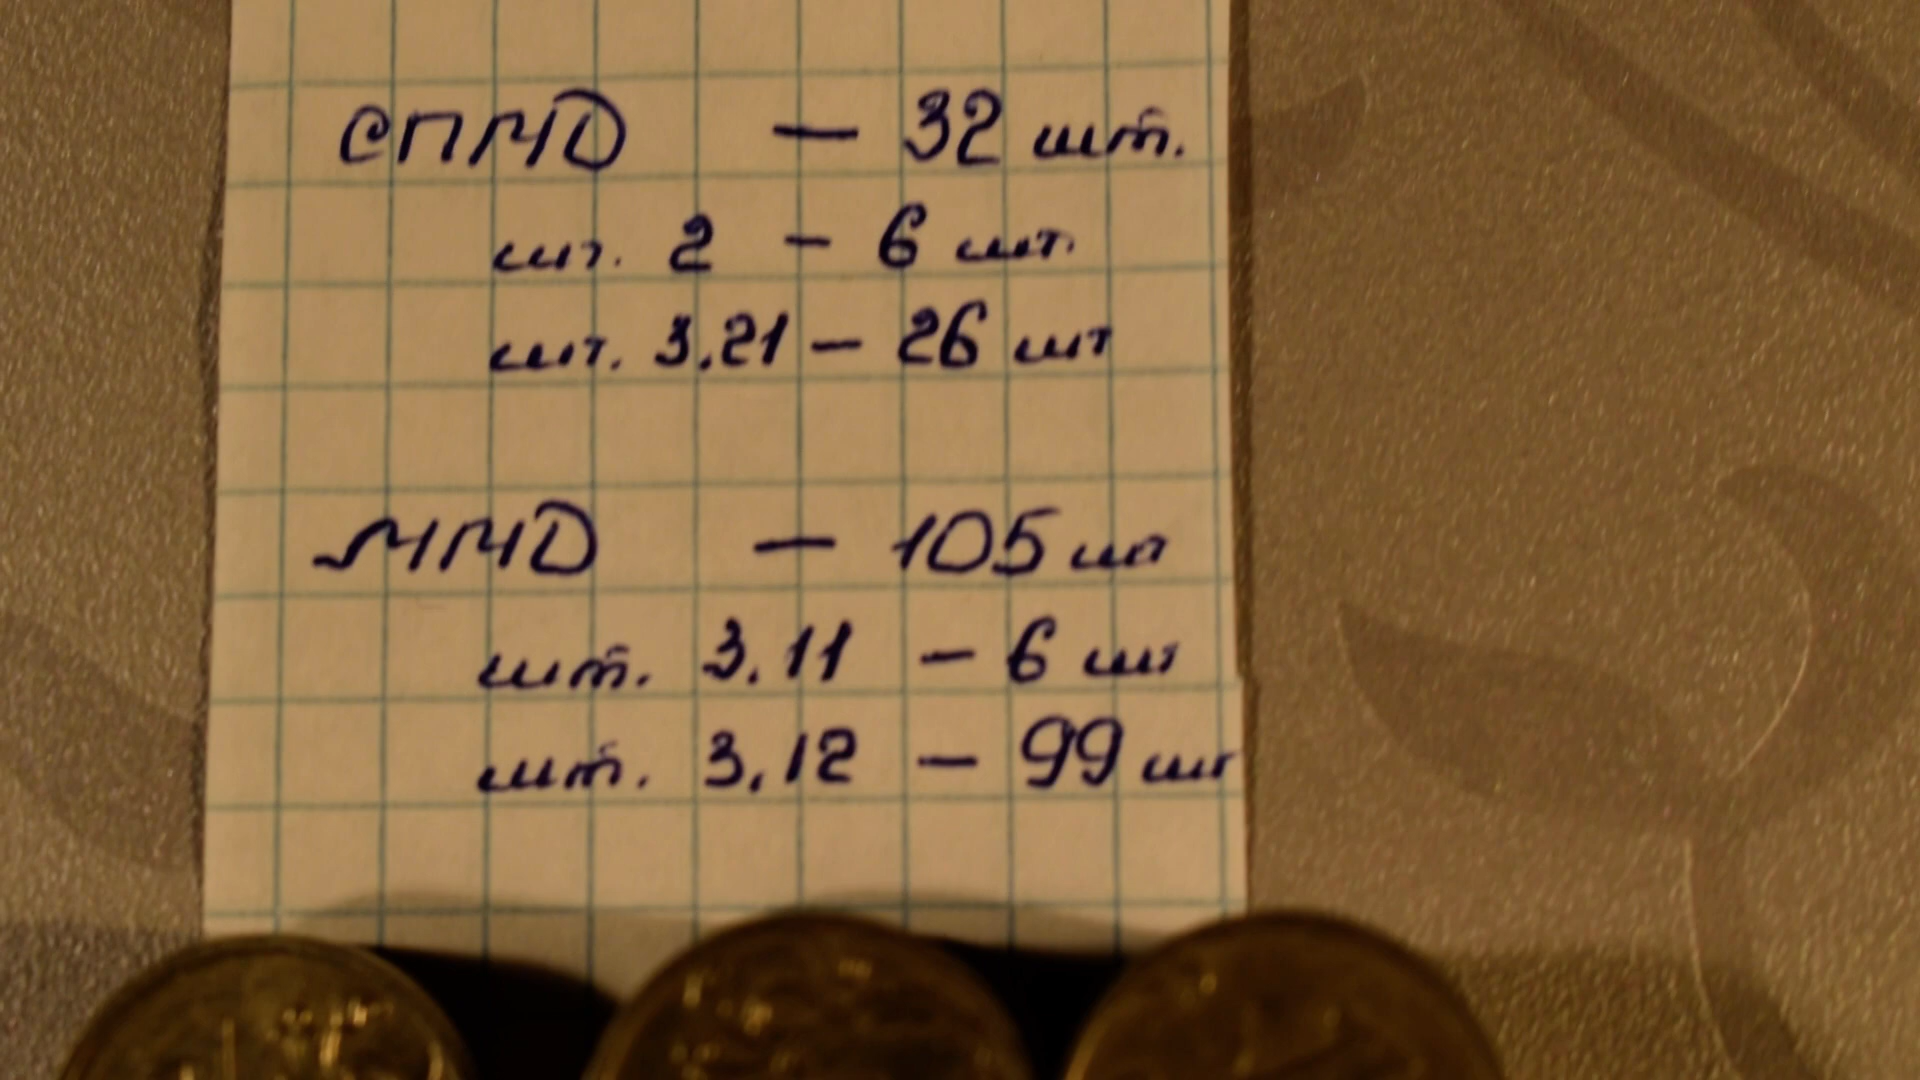 СПМД — 32 шт.
шт. 2 – 6 шт.
шт. 3.21 – 26 шт
ММД — 105 шт
шт. 3.11 – 6 шт
шт. 3.12 – 99 шт